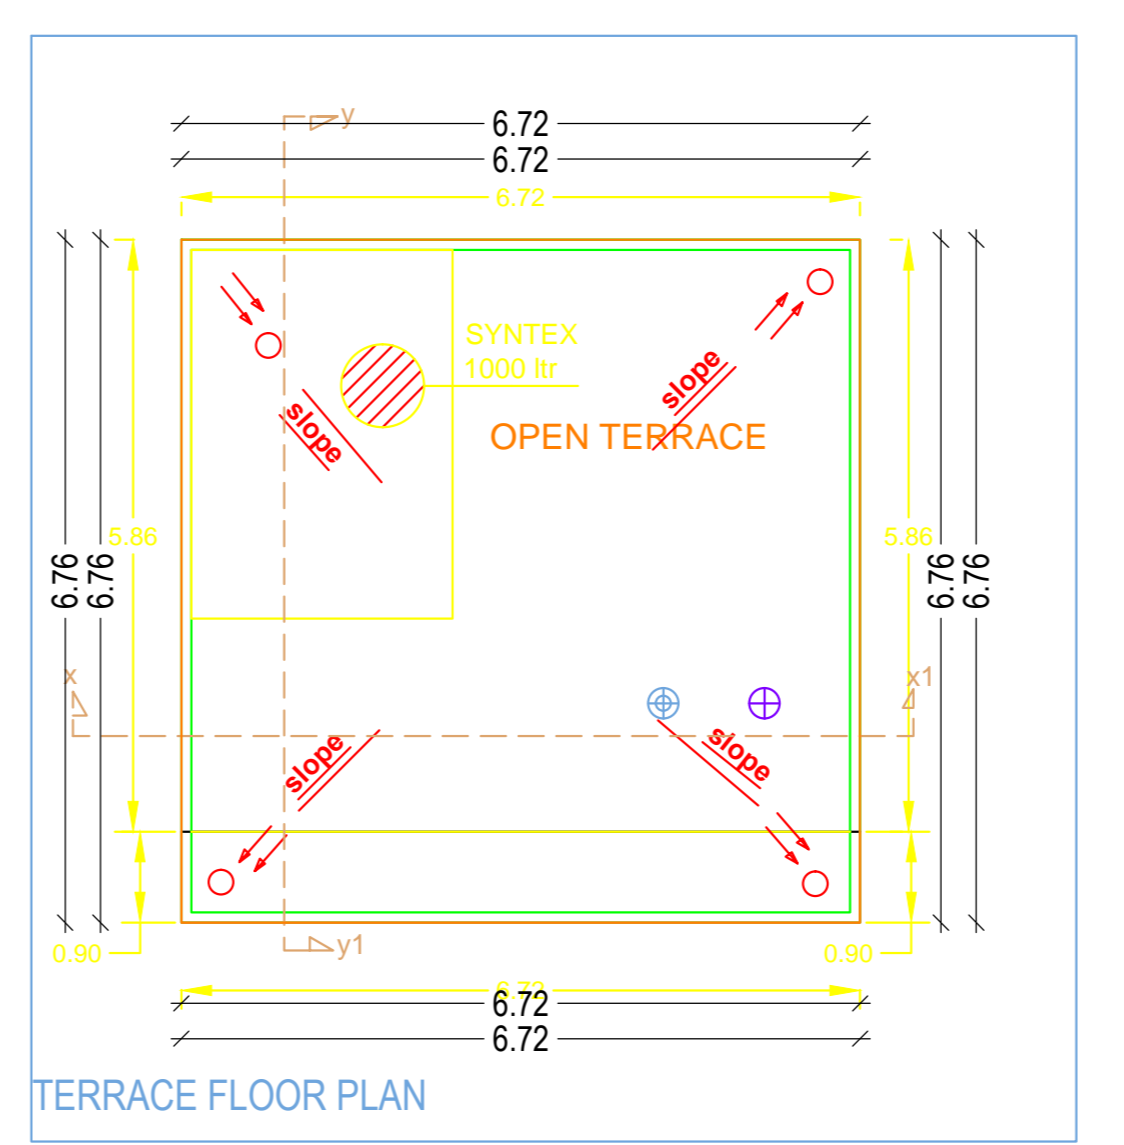 y
6.72
6.72
6.72
SYNTEX
1000 ltr
slope
slope
OPEN TERRACE
5.86
5.86
6.76
6.76
6.76
6.76
x
x1
slope
slope
0.90
y1
0.90
6.72
6.72
6.72
TERRACE FLOOR PLAN